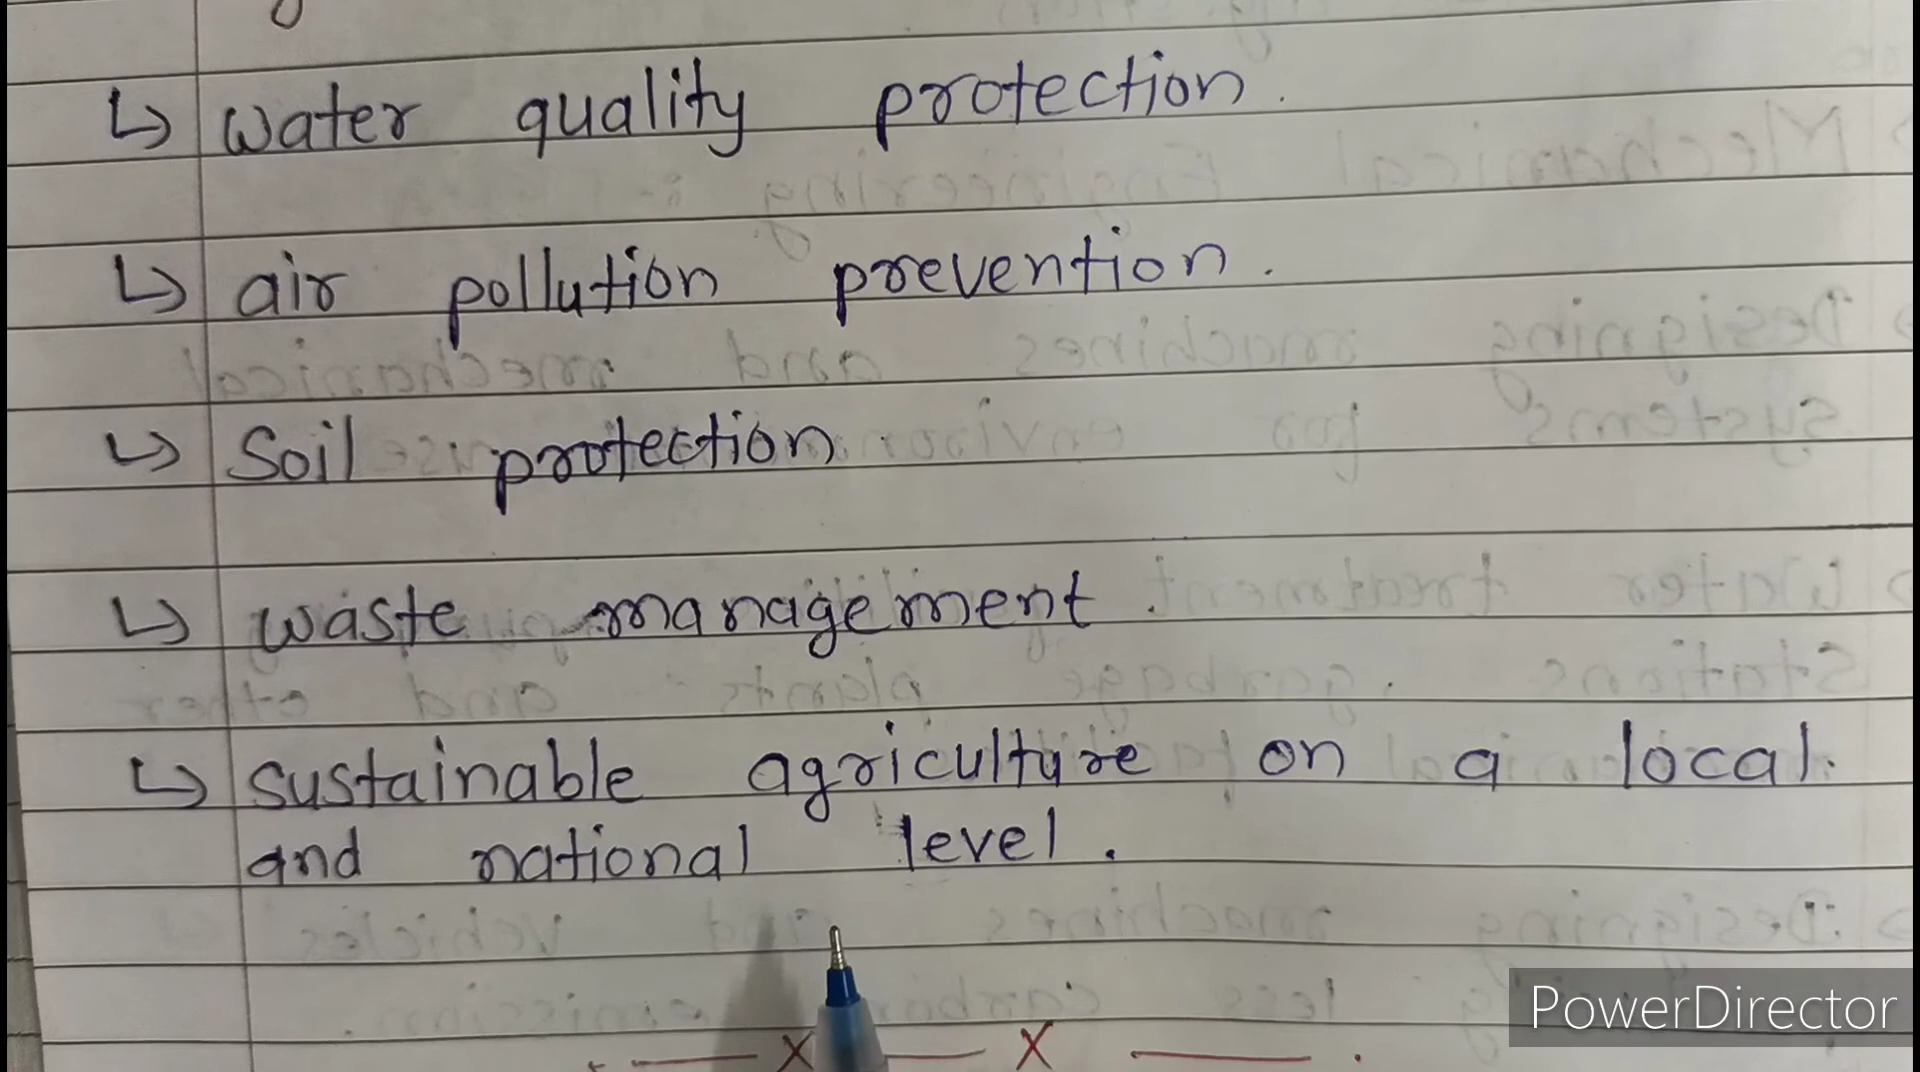 ↳ water quality protection.
↳ air pollution prevention.
↳ Soil protection.
↳ waste management.
↳ sustainable agriculture on a local.
and national level.
x x
PowerDirector